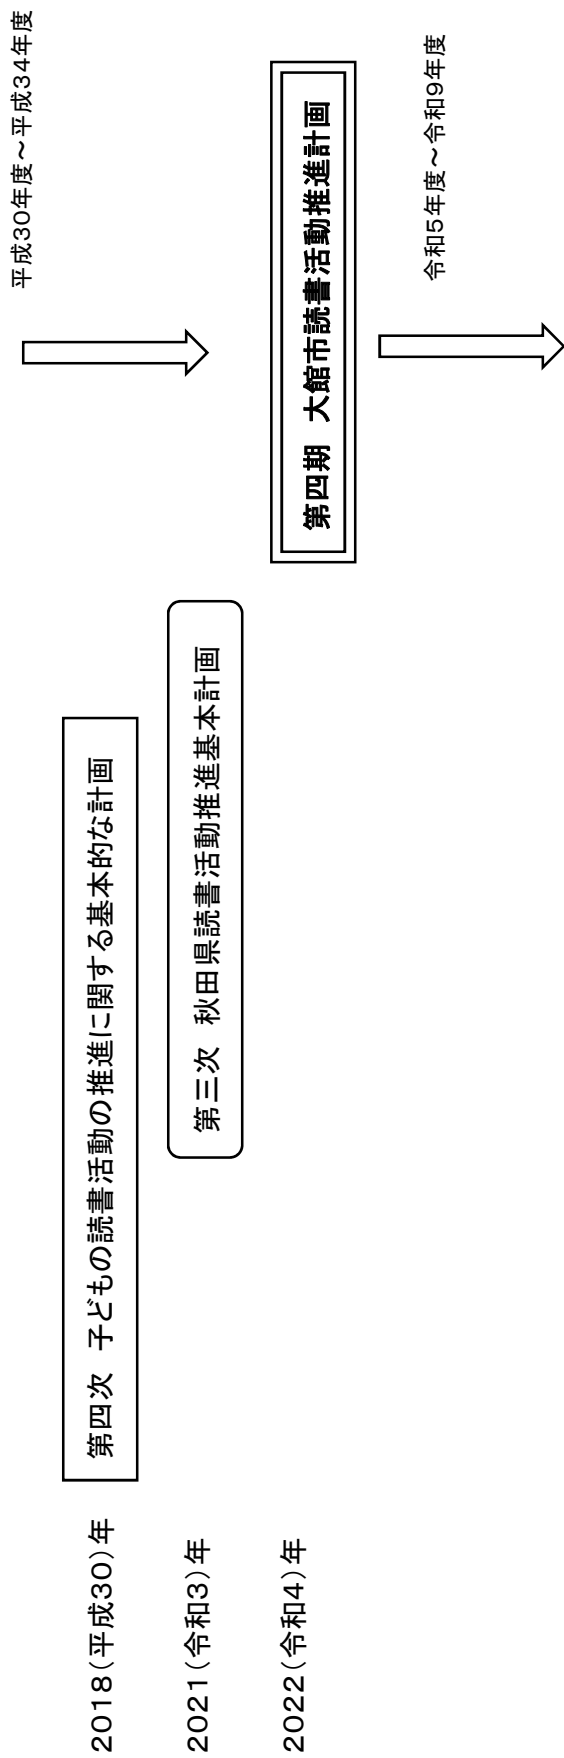 平成30年度～平成34年度
2018(平成30)年
第四次 子どもの読書活動の推進に関する基本的な計画
2021(令和3)年
第三次 秋田県読書活動推進基本計画
2022(令和4)年
第四期 大館市読書活動推進計画
令和5年度～令和9年度